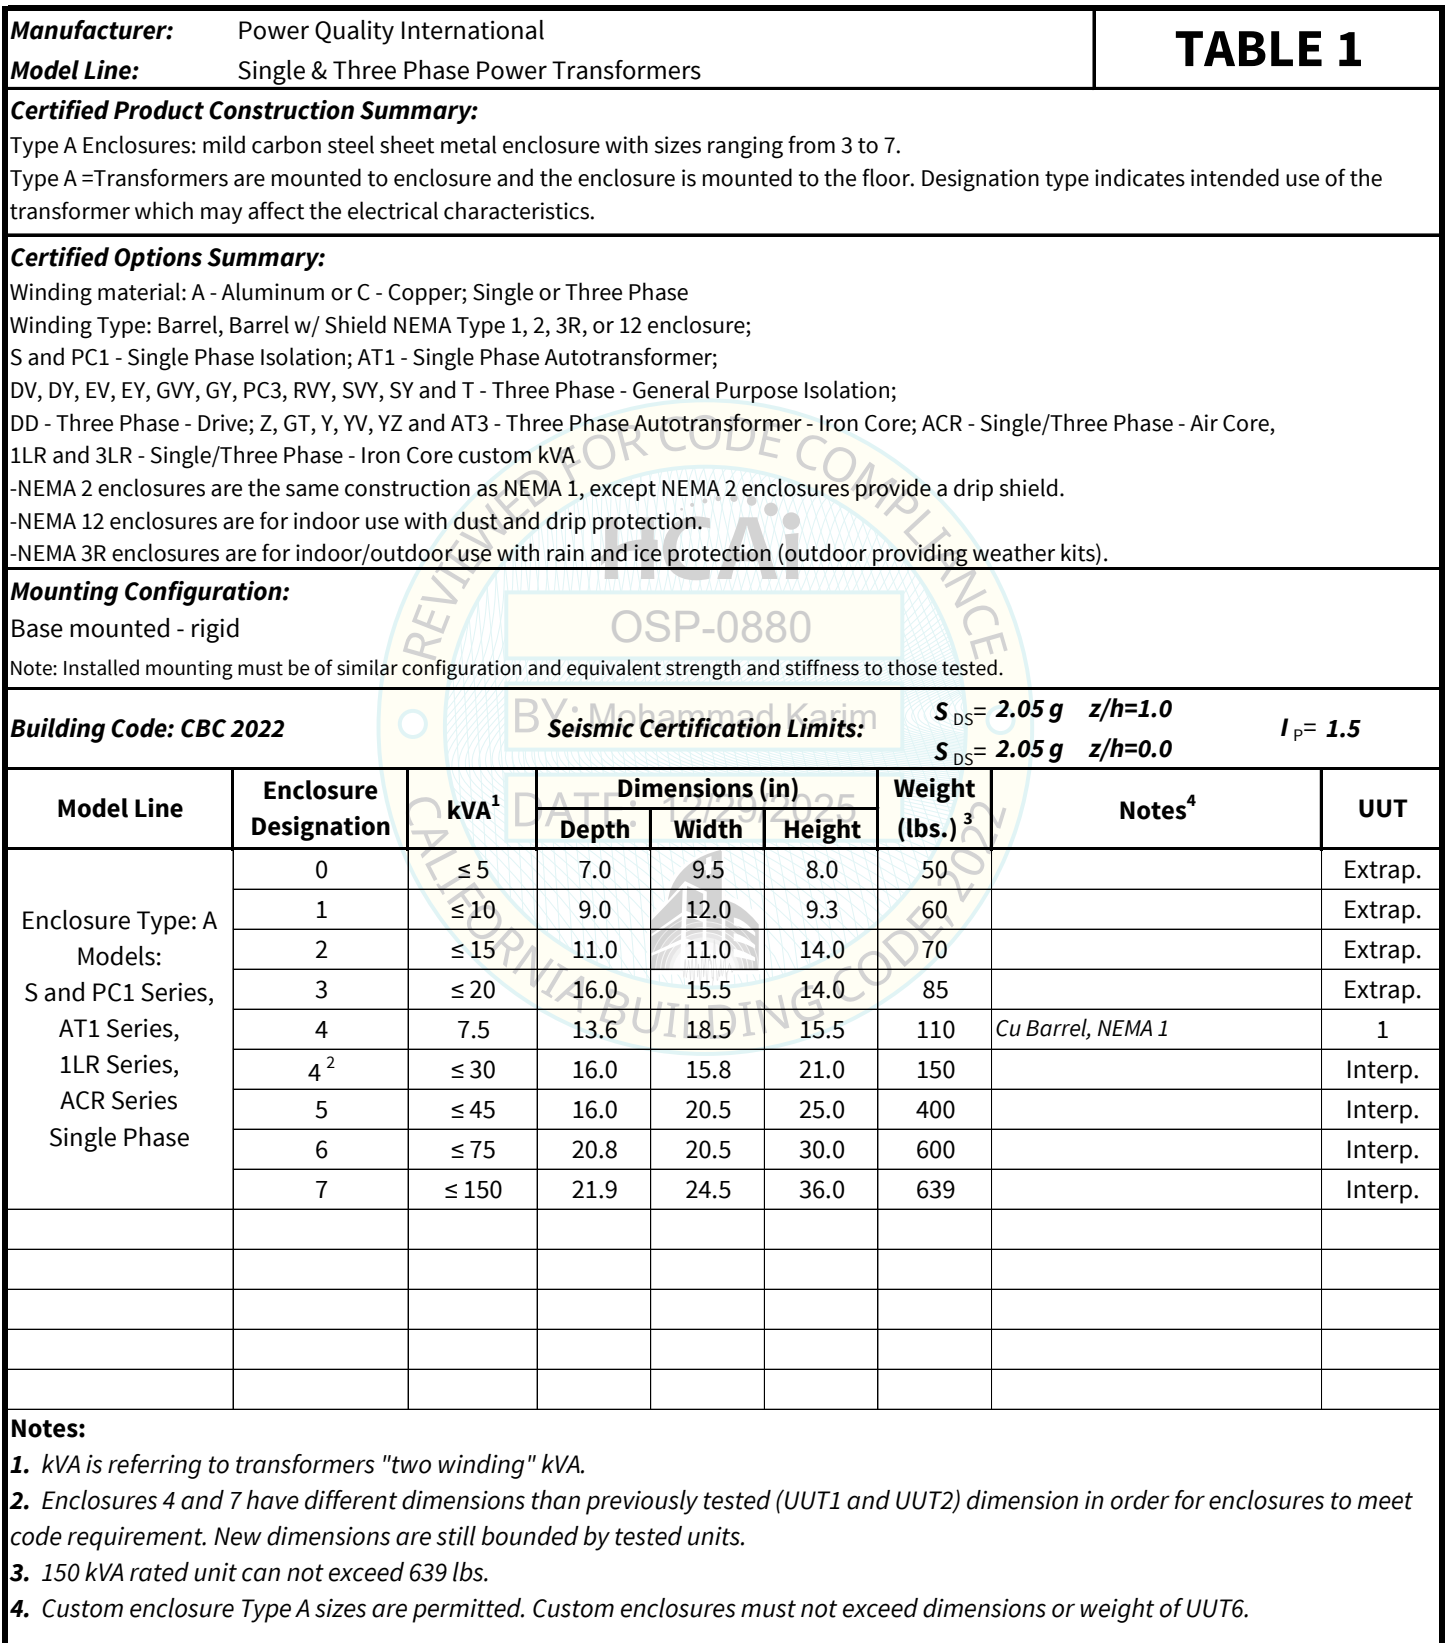 Manufacturer: Power Quality International
TABLE 1
Model Line: Single & Three Phase Power Transformers
Certified Product Construction Summary:
Type A Enclosures: mild carbon steel sheet metal enclosure with sizes ranging from 3 to 7.
Type A =Transformers are mounted to enclosure and the enclosure is mounted to the floor. Designation type indicates intended use of the
transformer which may affect the electrical characteristics.
Certified Options Summary:
Winding material: A - Aluminum or C - Copper; Single or Three Phase
Winding Type: Barrel, Barrel w/ Shield NEMA Type 1, 2, 3R, or 12 enclosure;
S and PC1 - Single Phase Isolation; AT1 - Single Phase Autotransformer;
DV, DY, EV, EY, GVY, GY, PC3, RVY, SVY, SY and T - Three Phase - General Purpose Isolation;
DD - Three Phase - Drive; Z, GT, Y, YV, YZ and AT3 - Three Phase Autotransformer - Iron Core; ACR - Single/Three Phase - Air Core,
1LR and 3LR - Single/Three Phase - Iron Core custom kVA
-NEMA 2 enclosures are the same construction as NEMA 1, except NEMA 2 enclosures provide a drip shield.
-NEMA 12 enclosures are for indoor use with dust and drip protection.
-NEMA 3R enclosures are for indoor/outdoor use with rain and ice protection (outdoor providing weather kits).
REVIEWED FOR CODE COMPLIANCE
HCAi
OSP-0880
BY: Mohammad Karim
DATE: 12/29/2025
CALIFORNIA BUILDING CODE, 2022
Mounting Configuration:
Base mounted - rigid
Note: Installed mounting must be of similar configuration and equivalent strength and stiffness to those tested.
Building Code: CBC 2022 Seismic Certification Limits: S DS= 2.05 g z/h=1.0 I P= 1.5
S DS= 2.05 g z/h=0.0
Model Line Enclosure Designation kVA1 Dimensions (in) Weight (lbs.) 3 Notes4 UUT
Depth Width Height
Enclosure Type: A
Models:
S and PC1 Series,
AT1 Series,
1LR Series,
ACR Series
Single Phase
0 ≤ 5 7.0 9.5 8.0 50 Extrap.
1 ≤ 10 9.0 12.0 9.3 60 Extrap.
2 ≤ 15 11.0 11.0 14.0 70 Extrap.
3 ≤ 20 16.0 15.5 14.0 85 Extrap.
4 7.5 13.6 18.5 15.5 110 Cu Barrel, NEMA 1 1
4 2 ≤ 30 16.0 15.8 21.0 150 Interp.
5 ≤ 45 16.0 20.5 25.0 400 Interp.
6 ≤ 75 20.8 20.5 30.0 600 Interp.
7 ≤ 150 21.9 24.5 36.0 639 Interp.
Notes:
1. kVA is referring to transformers "two winding" kVA.
2. Enclosures 4 and 7 have different dimensions than previously tested (UUT1 and UUT2) dimension in order for enclosures to meet
code requirement. New dimensions are still bounded by tested units.
3. 150 kVA rated unit can not exceed 639 lbs.
4. Custom enclosure Type A sizes are permitted. Custom enclosures must not exceed dimensions or weight of UUT6.